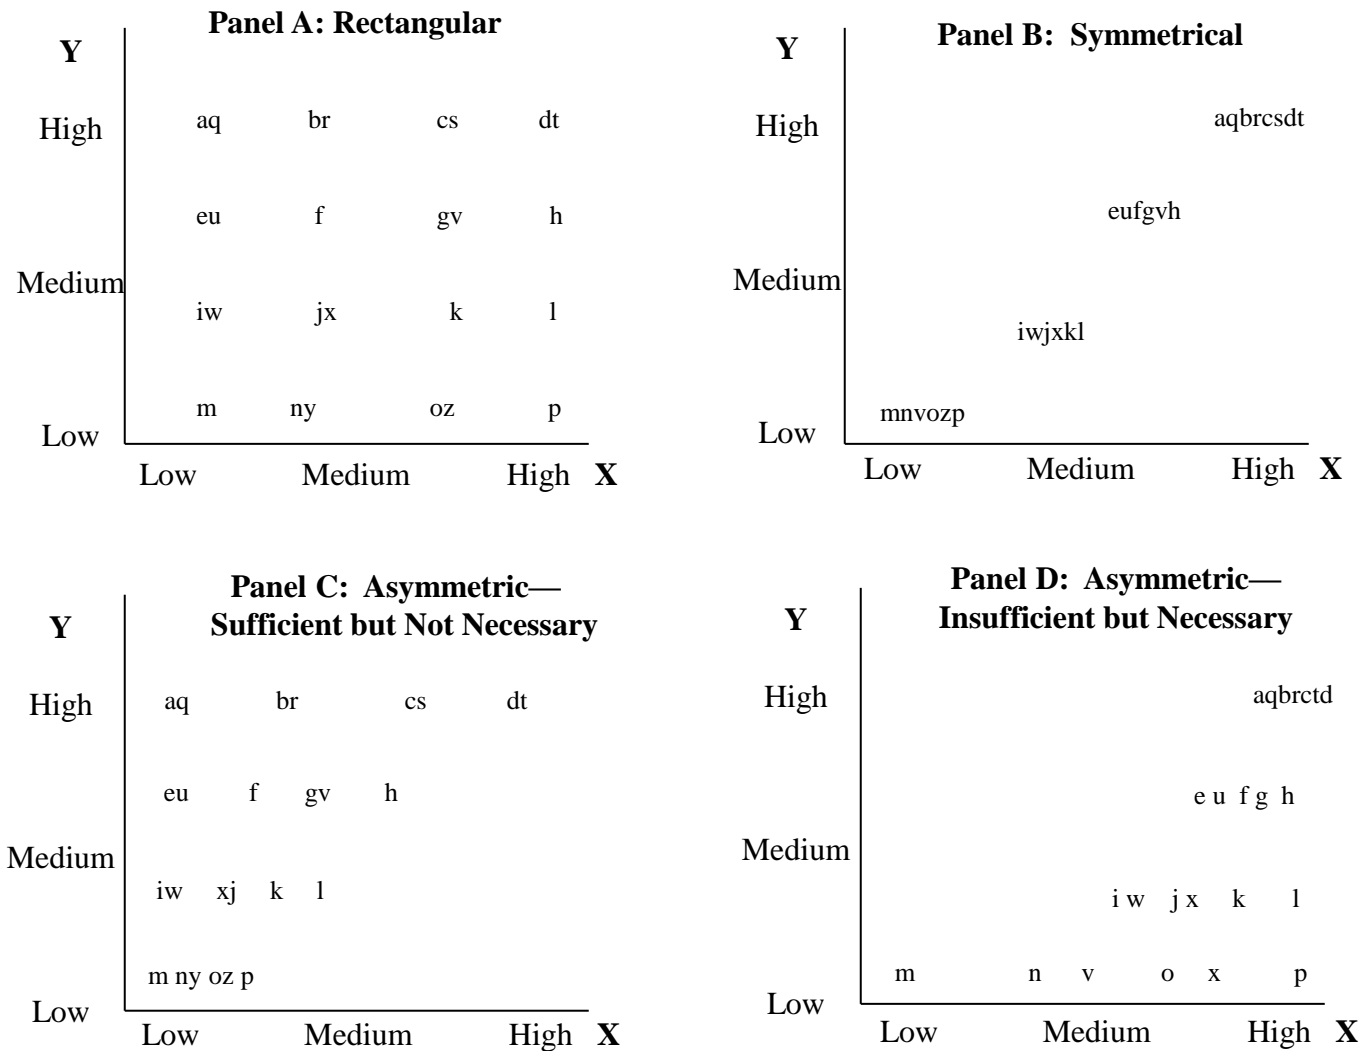 Panel A: Rectangular
Y
High
aq br cs dt
eu f gv h
Medium
iw jx k l
m ny oz p
Low
Low Medium High X
Panel B: Symmetrical
Y
High
aqbrcsdt
eufgvh
Medium
iwjxkl
mnvozp
Low
Low Medium High X
Panel C: Asymmetric—
Sufficient but Not Necessary
Y
High
aq br cs dt
eu f gv h
Medium
iw xj k l
m ny oz p
Low
Low Medium High X
Panel D: Asymmetric—
Insufficient but Necessary
Y
High
aqbrctd
e u f g h
Medium
i w j x k l
m n v o x p
Low
Low Medium High X